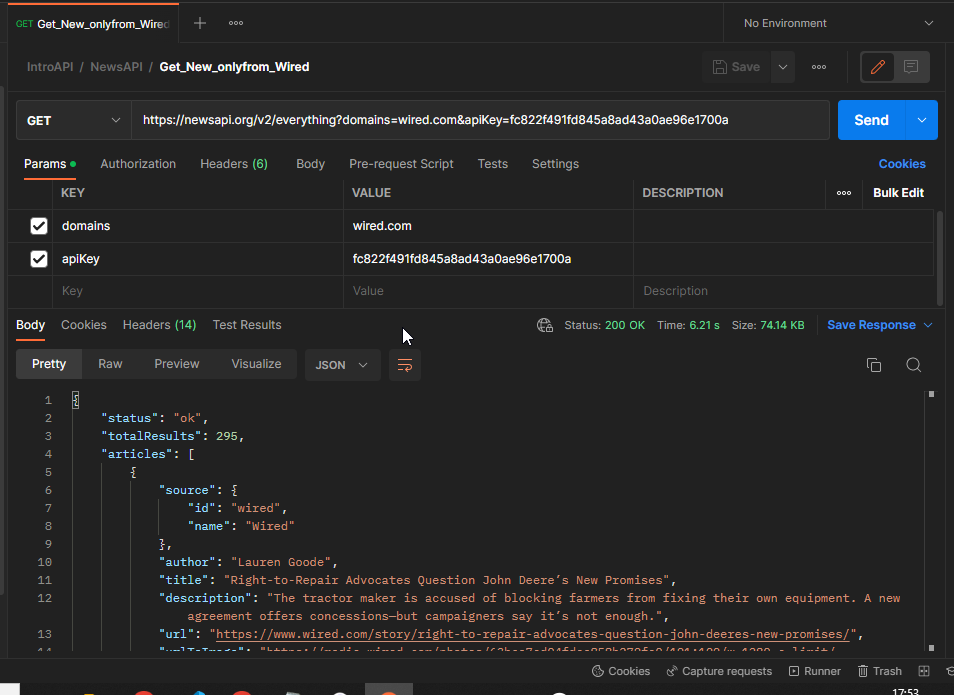 GET Get_New_onlyfrom_Wired
No Environment
IntroAPI / NewsAPI / Get_New_onlyfrom_Wired
Save
GET https://newsapi.org/v2/everything?domains=wired.com&apiKey=fc822f491fd845a8ad43a0ae96e1700a Send
Params Authorization Headers (6) Body Pre-request Script Tests Settings Cookies
KEY VALUE DESCRIPTION Bulk Edit
domains wired.com
apiKey fc822f491fd845a8ad43a0ae96e1700a
Key Value Description
Body Cookies Headers (14) Test Results Status: 200 OK Time: 6.21 s Size: 74.14 KB Save Response
Pretty Raw Preview Visualize JSON
1 {
2 "status": "ok",
3 "totalResults": 295,
4 "articles": [
5 {
6 "source": {
7 "id": "wired",
8 "name": "Wired"
9 },
10 "author": "Lauren Goode",
11 "title": "Right-to-Repair Advocates Question John Deere’s New Promises",
12 "description": "The tractor maker is accused of blocking farmers from fixing their own equipment. A new
agreement offers concessions—but campaigners say it’s not enough.",
13 "url": "https://www.wired.com/story/right-to-repair-advocates-question-john-deeres-new-promises/",
14
Cookies Capture requests Runner Trash
17:53